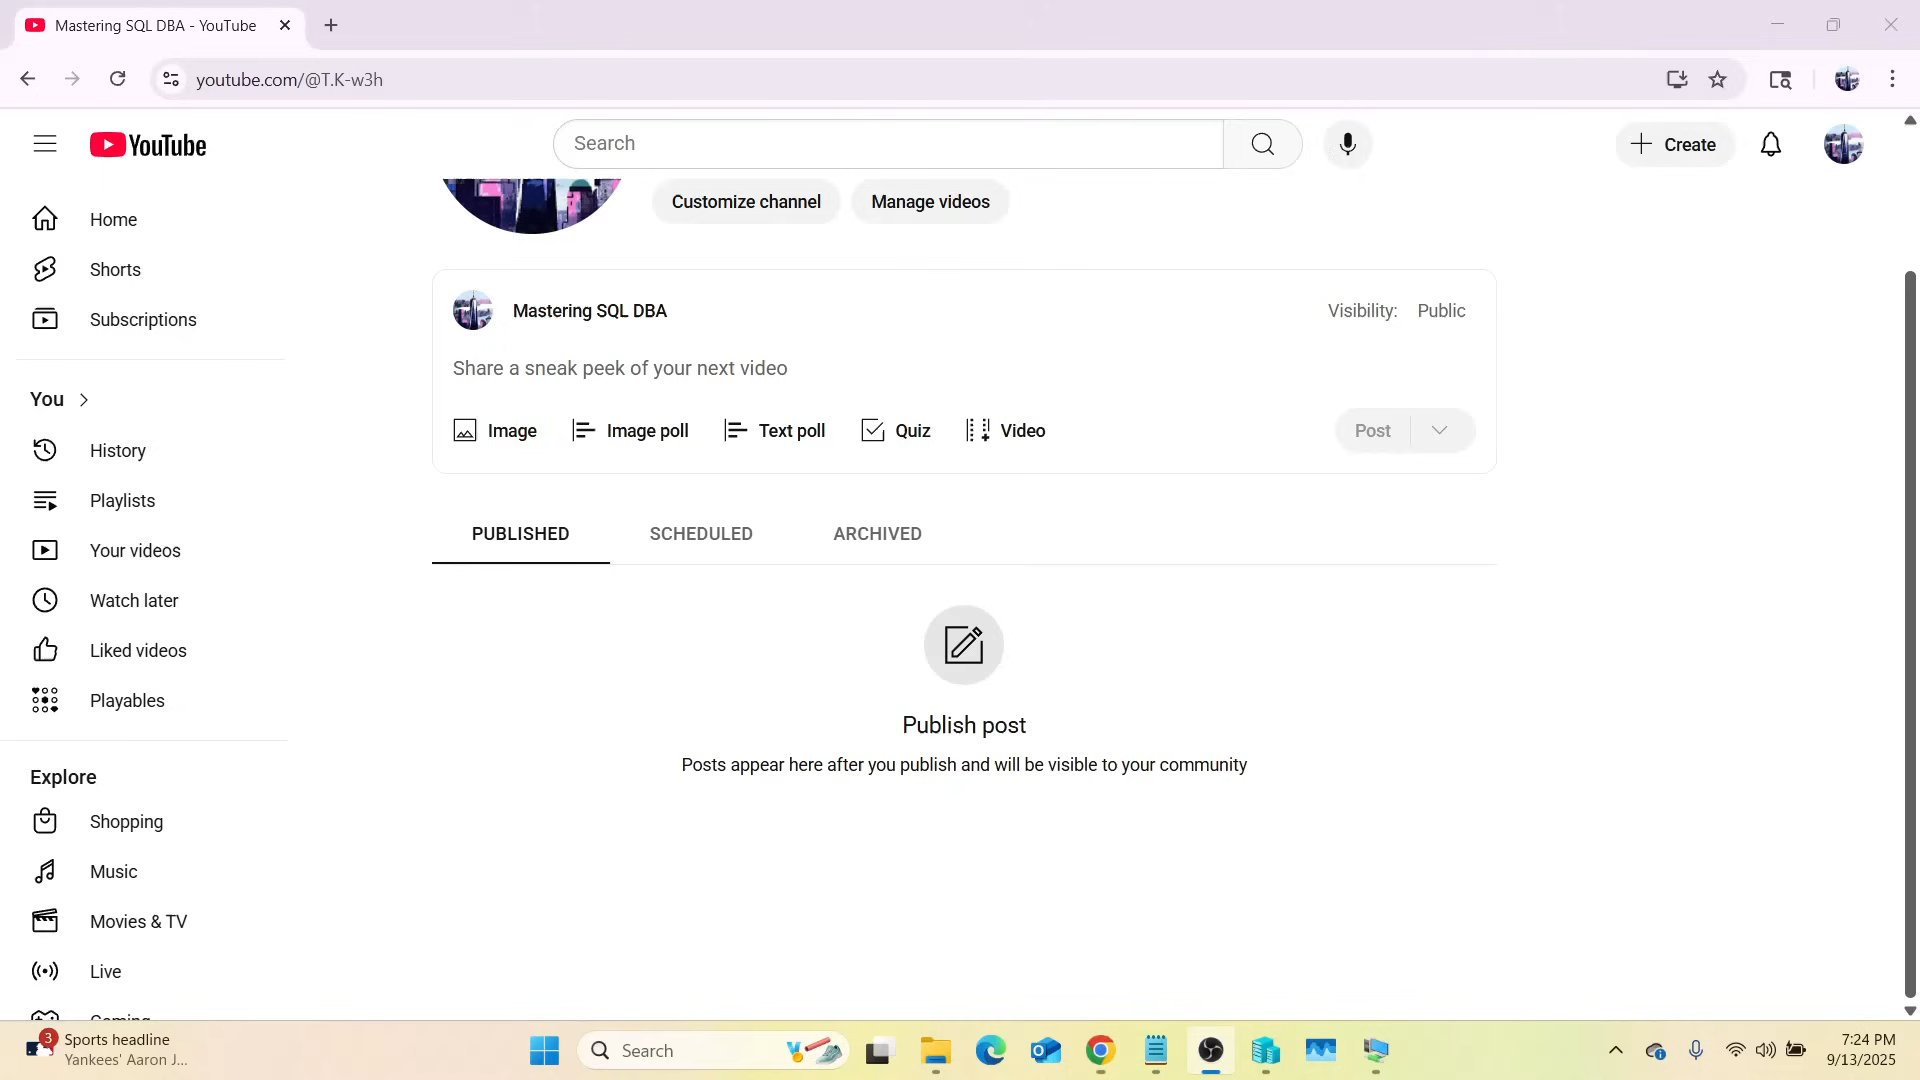 Mastering SQL DBA - YouTube
youtube.com/@T.K-w3h
YouTube
Search
Create
Home
Shorts
Subscriptions
You
History
Playlists
Your videos
Watch later
Liked videos
Playables
Explore
Shopping
Music
Movies & TV
Live
Gaming
Customize channel
Manage videos
Mastering SQL DBA
Visibility: Public
Share a sneak peek of your next video
Image
Image poll
Text poll
Quiz
Video
Post
PUBLISHED
SCHEDULED
ARCHIVED
Publish post
Posts appear here after you publish and will be visible to your community
3
Sports headline
Yankees' Aaron J...
Search
7:24 PM
9/13/2025